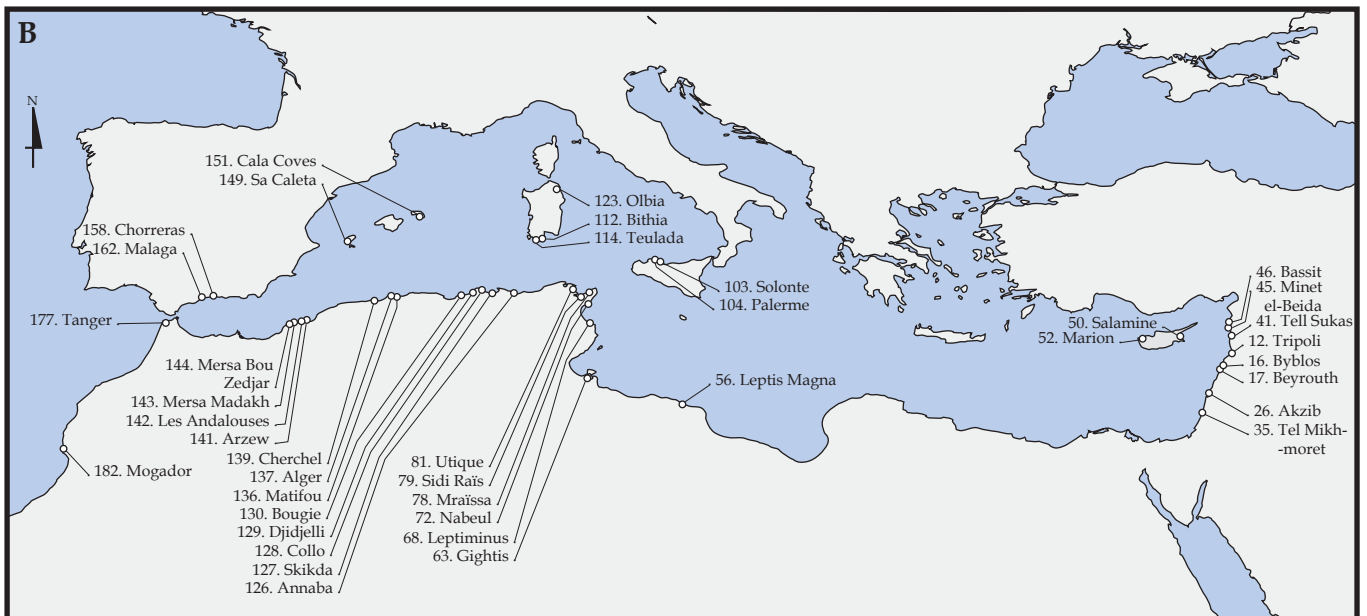 B
N
151. Cala Coves
149. Sa Caleta
158. Chorreras
162. Malaga
177. Tanger
182. Mogador
144. Mersa Bou
Zedjar
143. Mersa Madakh
142. Les Andalouses
141. Arzew
139. Cherchel
137. Alger
136. Matifou
130. Bougie
129. Djidjelli
128. Collo
127. Skikda
126. Annaba
123. Olbia
112. Bithia
114. Teulada
103. Solonte
104. Palerme
81. Utique
79. Sidi Raïs
78. Mraïssa
72. Nabeul
68. Leptiminus
63. Gightis
56. Leptis Magna
50. Salamine
52. Marion
46. Bassit
45. Minet
el-Beida
41. Tell Sukas
12. Tripoli
16. Byblos
17. Beyrouth
26. Akzib
35. Tel Mikh-
-moret